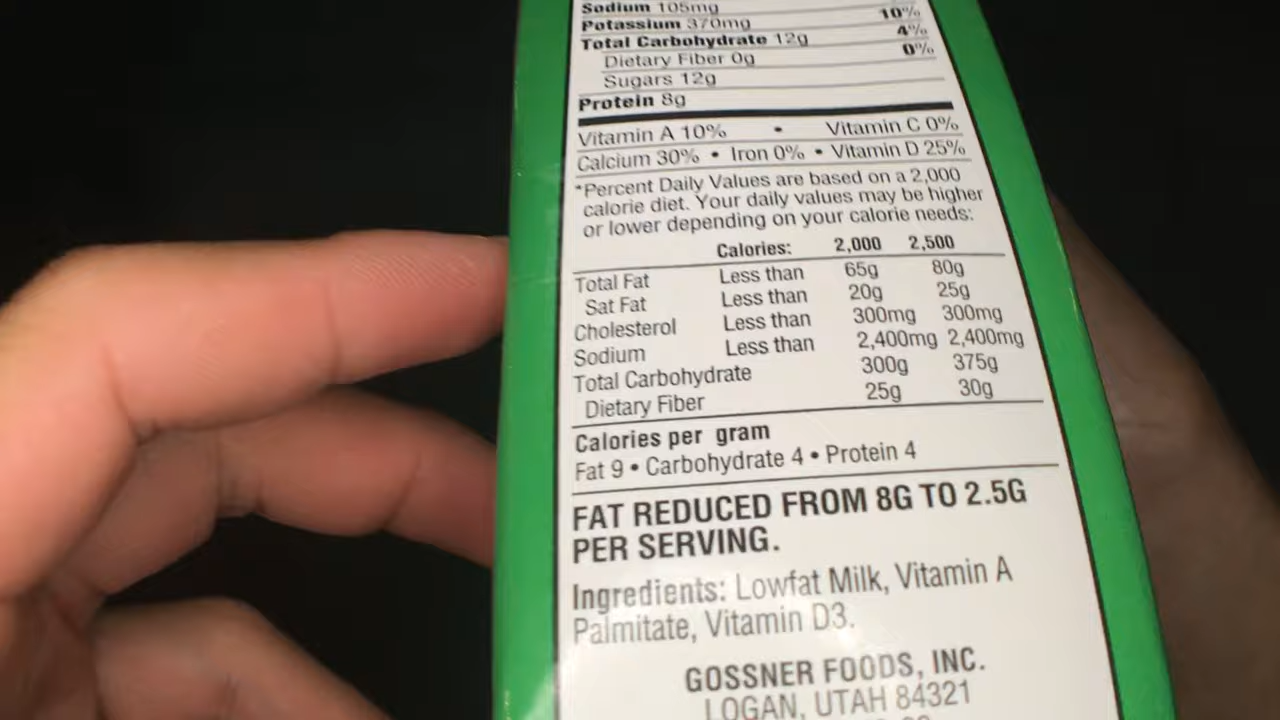 Sodium 105mg
Potassium 370mg 10%
Total Carbohydrate 12g 4%
Dietary Fiber 0g 0%
Sugars 12g
Protein 8g
Vitamin A 10% • Vitamin C 0%
Calcium 30% • Iron 0% • Vitamin D 25%
*Percent Daily Values are based on a 2,000
calorie diet. Your daily values may be higher
or lower depending on your calorie needs:
Calories: 2,000 2,500
Total Fat Less than 65g 80g
Sat Fat Less than 20g 25g
Cholesterol Less than 300mg 300mg
Sodium Less than 2,400mg 2,400mg
Total Carbohydrate 300g 375g
Dietary Fiber 25g 30g
Calories per gram
Fat 9 • Carbohydrate 4 • Protein 4
FAT REDUCED FROM 8G TO 2.5G
PER SERVING.
Ingredients: Lowfat Milk, Vitamin A
Palmitate, Vitamin D3.
GOSSNER FOODS, INC.
LOGAN, UTAH 84321